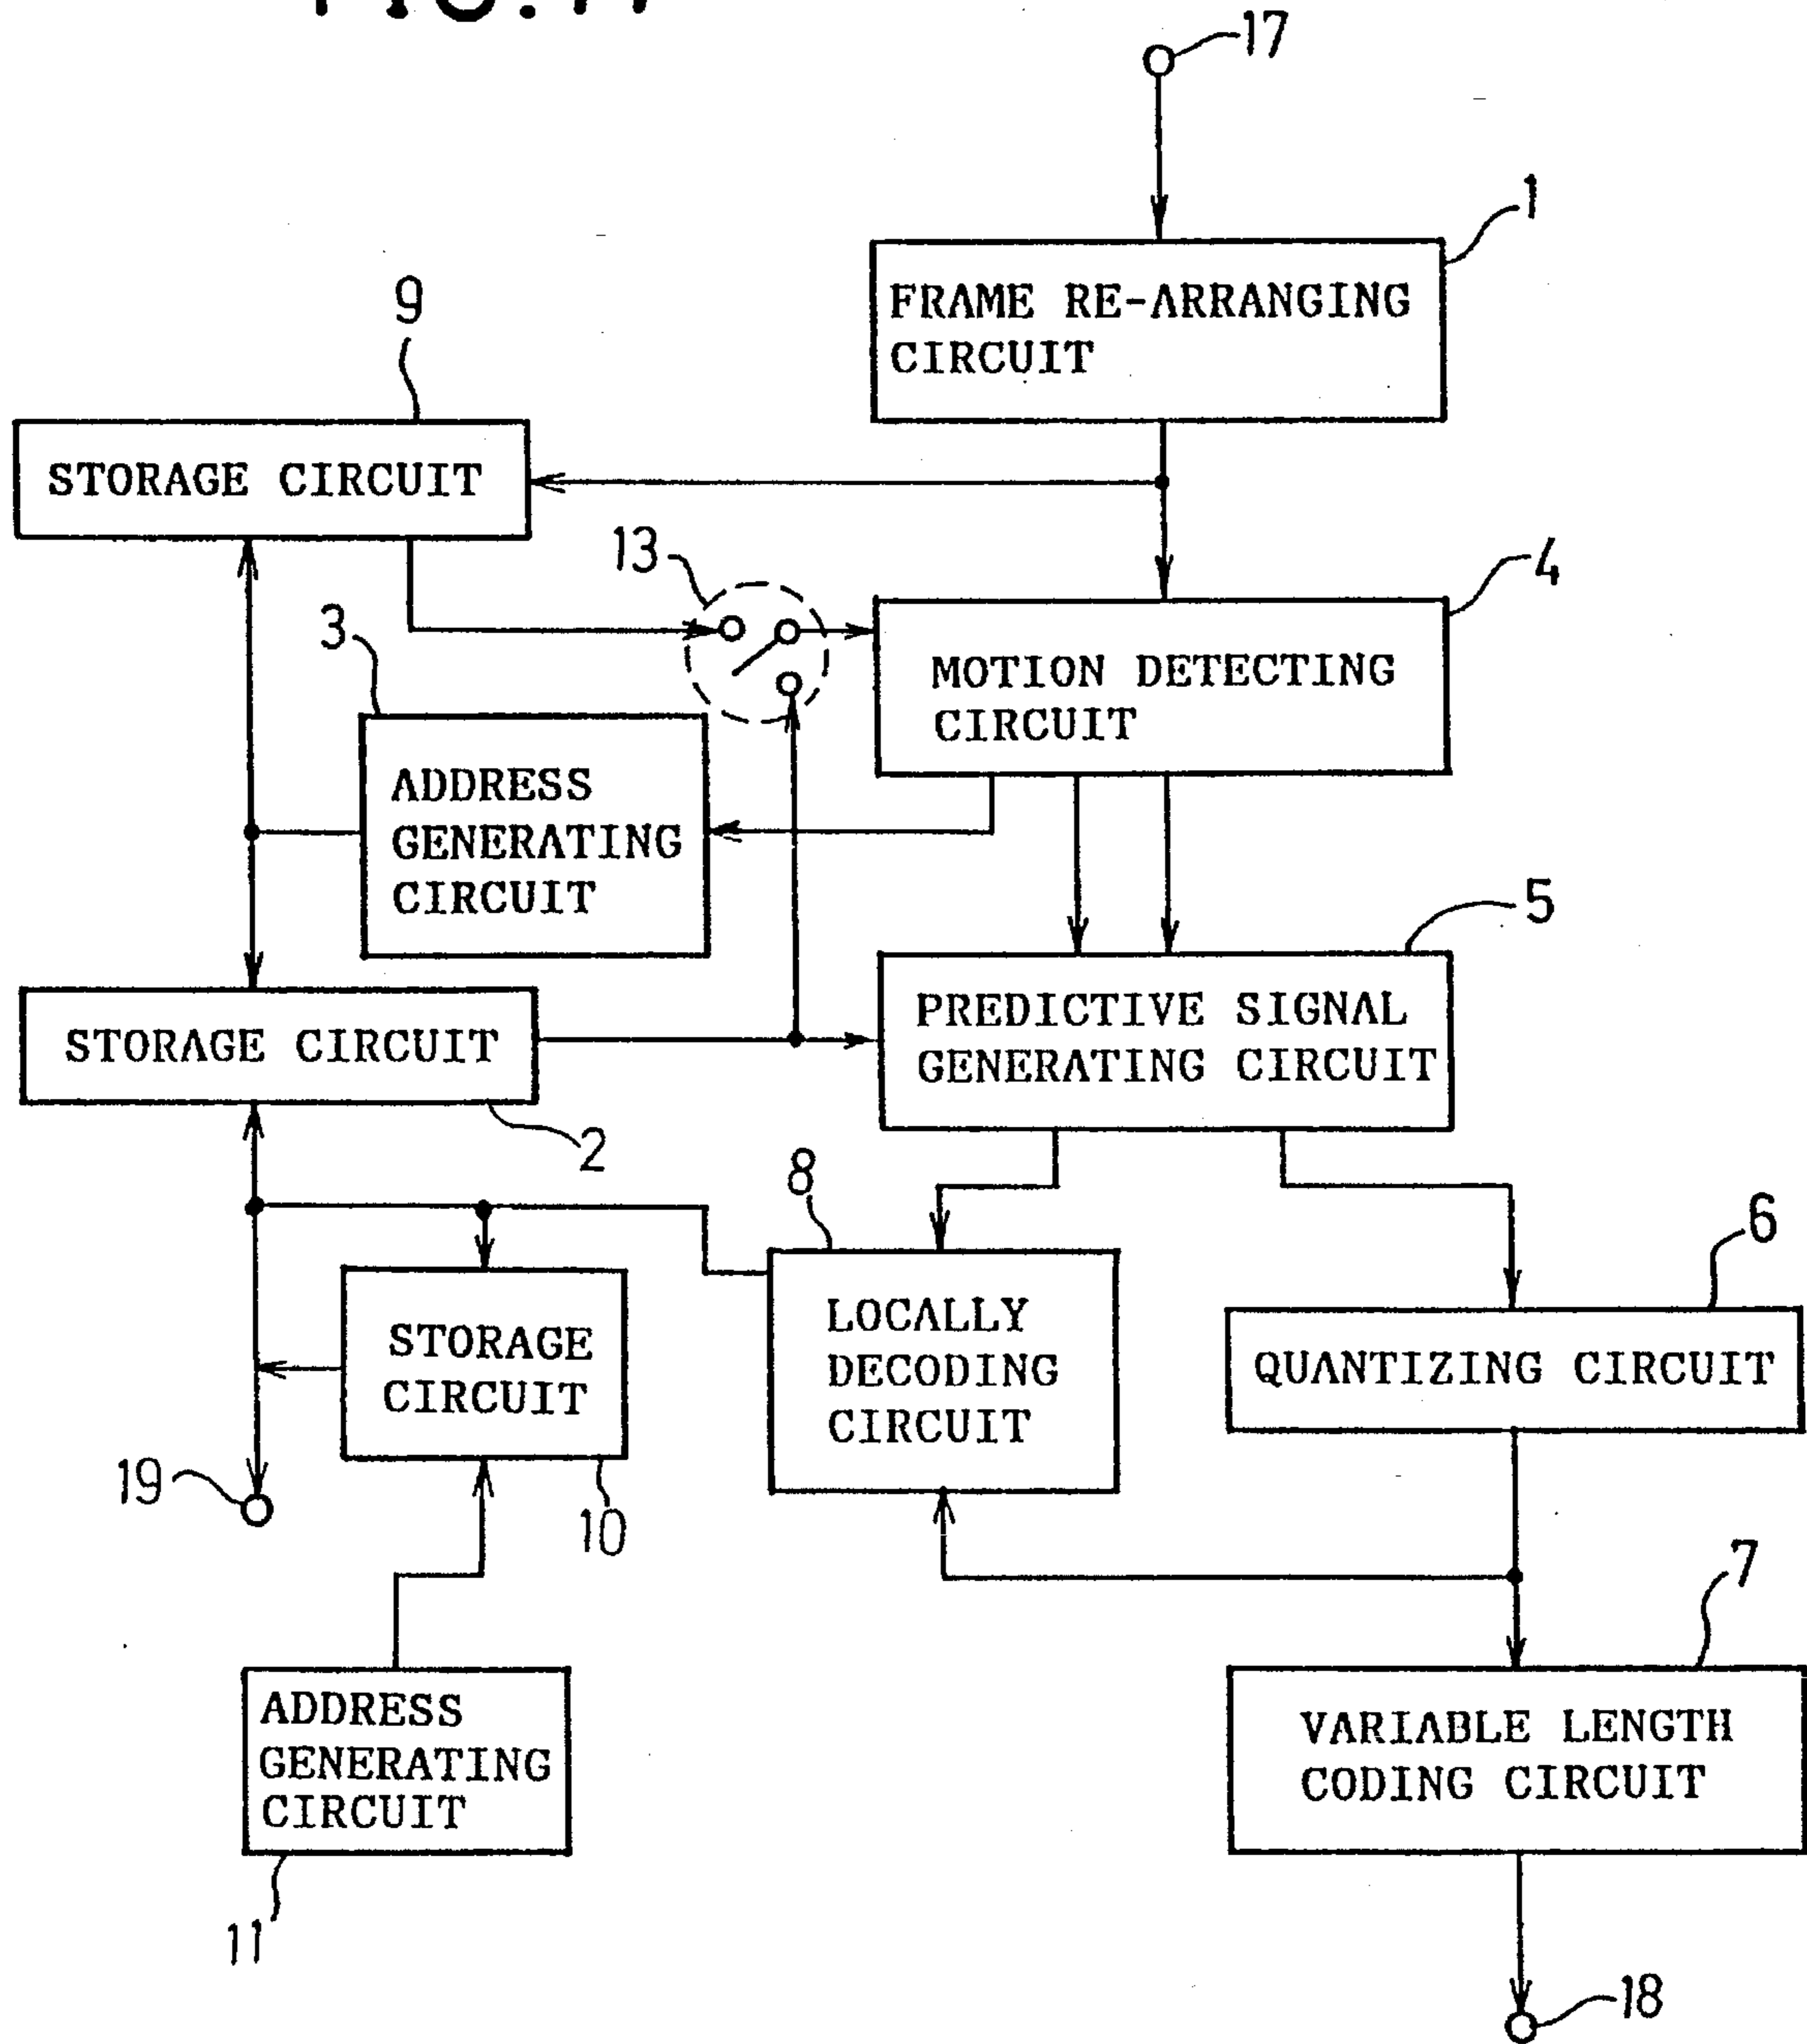 FIG.
17
1
FRAME RE-ARRANGING
CIRCUIT
9
STORAGE CIRCUIT
13
4
MOTION DETECTING
CIRCUIT
3
ADDRESS
GENERATING
CIRCUIT
5
PREDICTIVE SIGNAL
GENERATING CIRCUIT
STORAGE CIRCUIT
2
8
LOCALLY
DECODING
CIRCUIT
6
QUANTIZING CIRCUIT
STORAGE
CIRCUIT
19
10
7
VARIABLE LENGTH
CODING CIRCUIT
ADDRESS
GENERATING
CIRCUIT
11
18